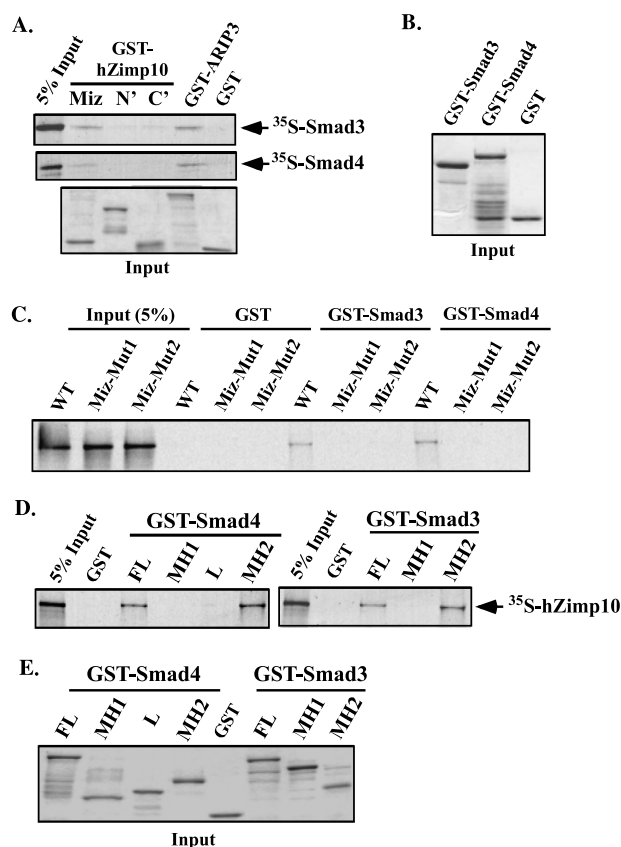 A.
5% Input
GST-hZimp10
Miz N' C'
GST-ARIP3
GST
35S-Smad3
35S-Smad4
Input
B.
GST-Smad3
GST-Smad4
GST
Input
C.
Input (5%) GST GST-Smad3 GST-Smad4
WT Miz-Mut1 Miz-Mut2 WT Miz-Mut1 Miz-Mut2 WT Miz-Mut1 Miz-Mut2 WT Miz-Mut1 Miz-Mut2
D.
GST-Smad4 GST-Smad3
5% Input GST FL MH1 L MH2 5% Input GST FL MH1 MH2
35S-hZimp10
E.
GST-Smad4 GST-Smad3
FL MH1 L MH2 GST FL MH1 MH2
Input